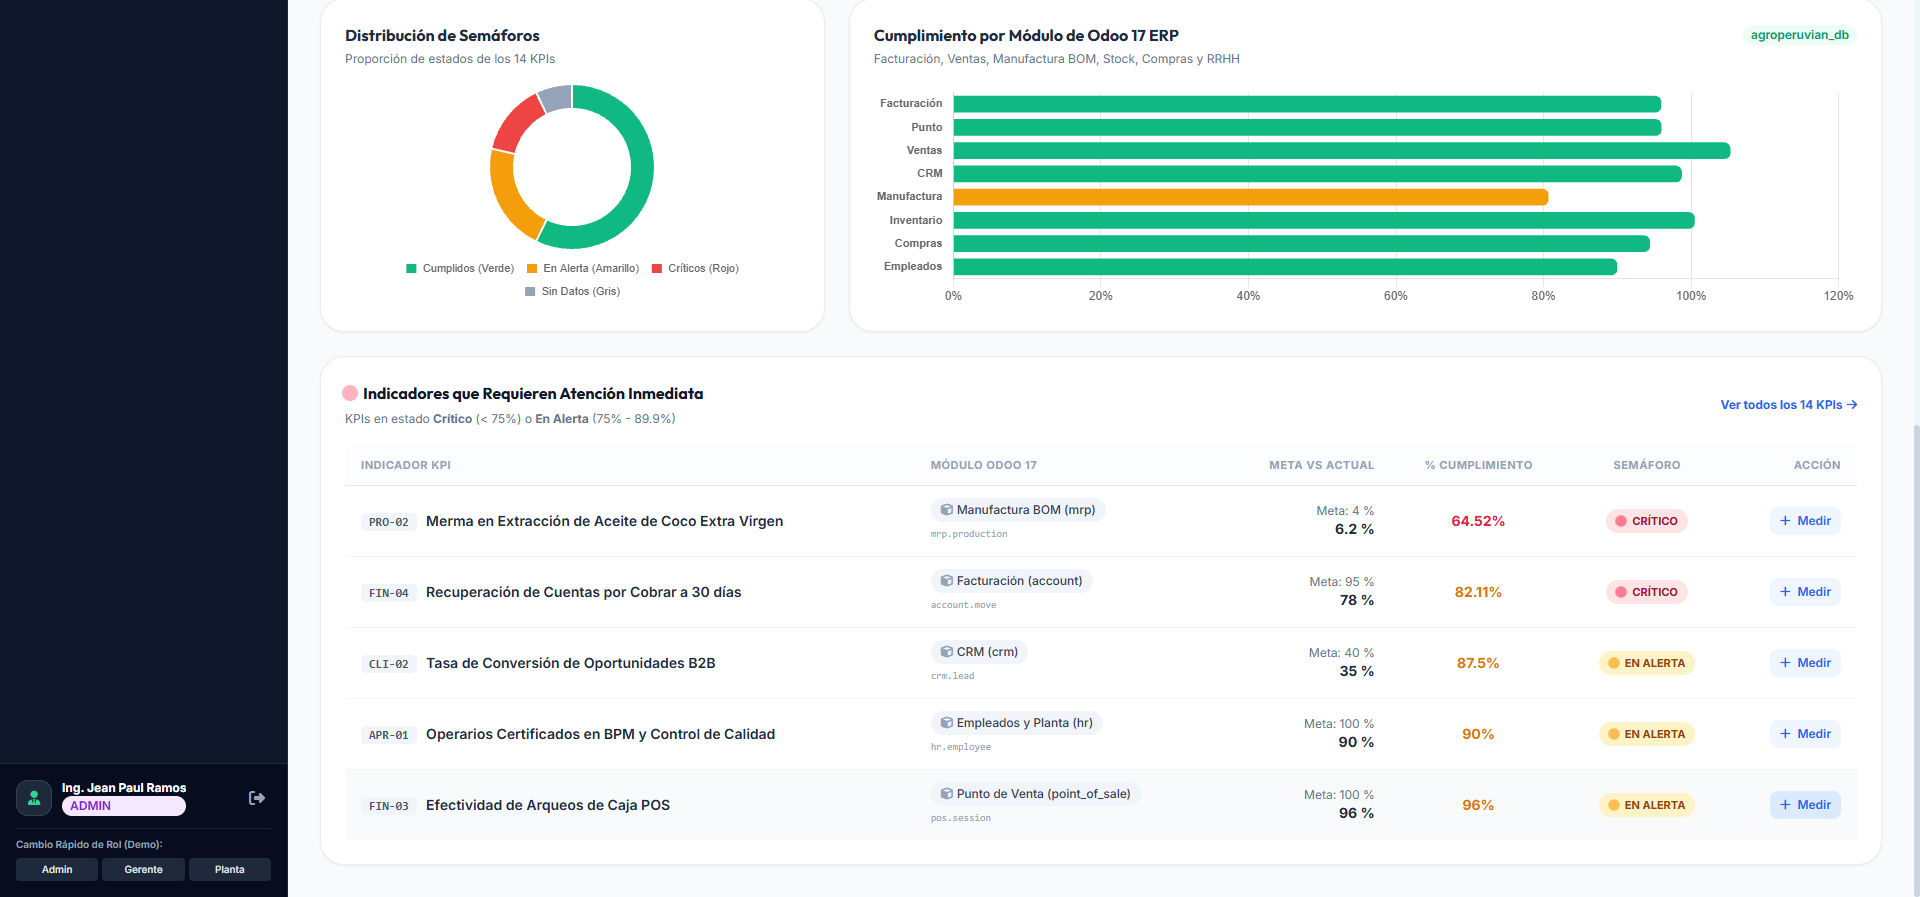 Distribución de Semáforos
Proporción de estados de los 14 KPIs
Cumplidos (Verde)
En Alerta (Amarillo)
Críticos (Rojo)
Sin Datos (Gris)
Cumplimiento por Módulo de Odoo 17 ERP
agroperuvian_db
Facturación, Ventas, Manufactura BOM, Stock, Compras y RRHH
Facturación
Punto
Ventas
CRM
Manufactura
Inventario
Compras
Empleados
0% 20% 40% 60% 80% 100% 120%
Indicadores que Requieren Atención Inmediata
KPIs en estado Crítico (< 75%) o En Alerta (75% - 89.9%)
Ver todos los 14 KPIs →
INDICADOR KPI MÓDULO ODOO 17 META VS ACTUAL % CUMPLIMIENTO SEMÁFORO ACCIÓN
PRO-02 Merma en Extracción de Aceite de Coco Extra Virgen
Manufactura BOM (mrp)
mrp.production
Meta: 4 %
6.2 %
64.52%
CRÍTICO
+ Medir
FIN-04 Recuperación de Cuentas por Cobrar a 30 días
Facturación (account)
account.move
Meta: 95 %
78 %
82.11%
CRÍTICO
+ Medir
CLI-02 Tasa de Conversión de Oportunidades B2B
CRM (crm)
crm.lead
Meta: 40 %
35 %
87.5%
EN ALERTA
+ Medir
APR-01 Operarios Certificados en BPM y Control de Calidad
Empleados y Planta (hr)
hr.employee
Meta: 100 %
90 %
90%
EN ALERTA
+ Medir
FIN-03 Efectividad de Arqueos de Caja POS
Punto de Venta (point_of_sale)
pos.session
Meta: 100 %
96 %
96%
EN ALERTA
+ Medir
Ing. Jean Paul Ramos
ADMIN
Cambio Rápido de Rol (Demo):
Admin Gerente Planta